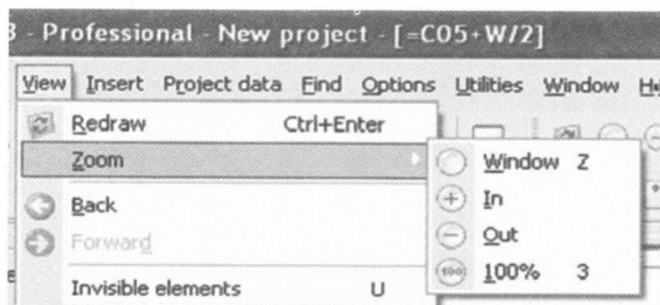 - Professional - New project - [=C05+W/2]
View Insert Project data Find Options Utilities Window
Redraw Ctrl+Enter
Zoom
Back
Forward
Invisible elements U
Window Z
In
Out
100 100% 3